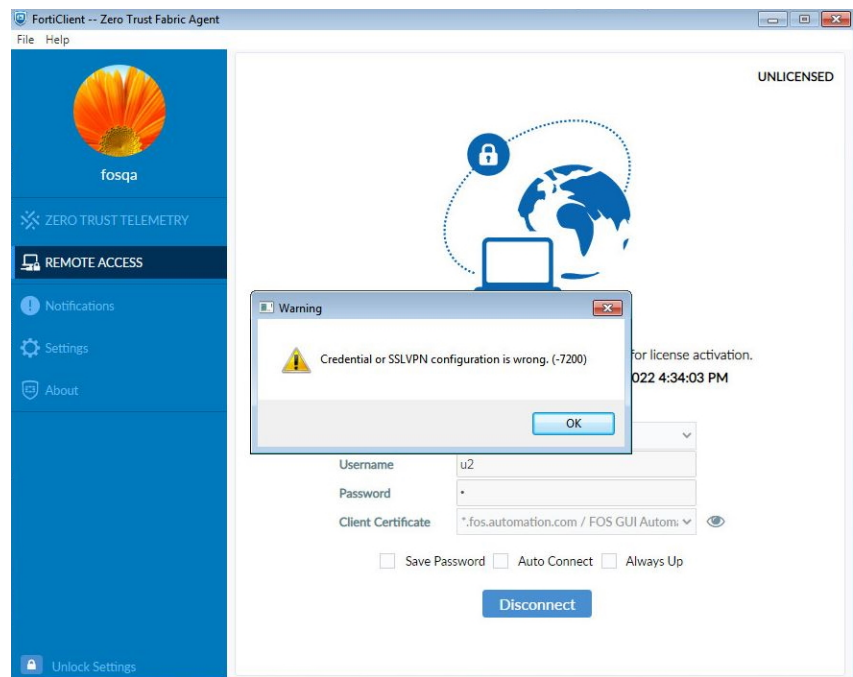 FortiClient -- Zero Trust Fabric Agent
File Help
UNLICENSED
fosqa
ZERO TRUST TELEMETRY
REMOTE ACCESS
Notifications
Settings
About
Warning
Credential or SSLVPN configuration is wrong. (-7200)
OK
for license activation.
022 4:34:03 PM
Username u2
Password •
Client Certificate *.fos.automation.com / FOS GUI Autom
Save Password Auto Connect Always Up
Disconnect
Unlock Settings